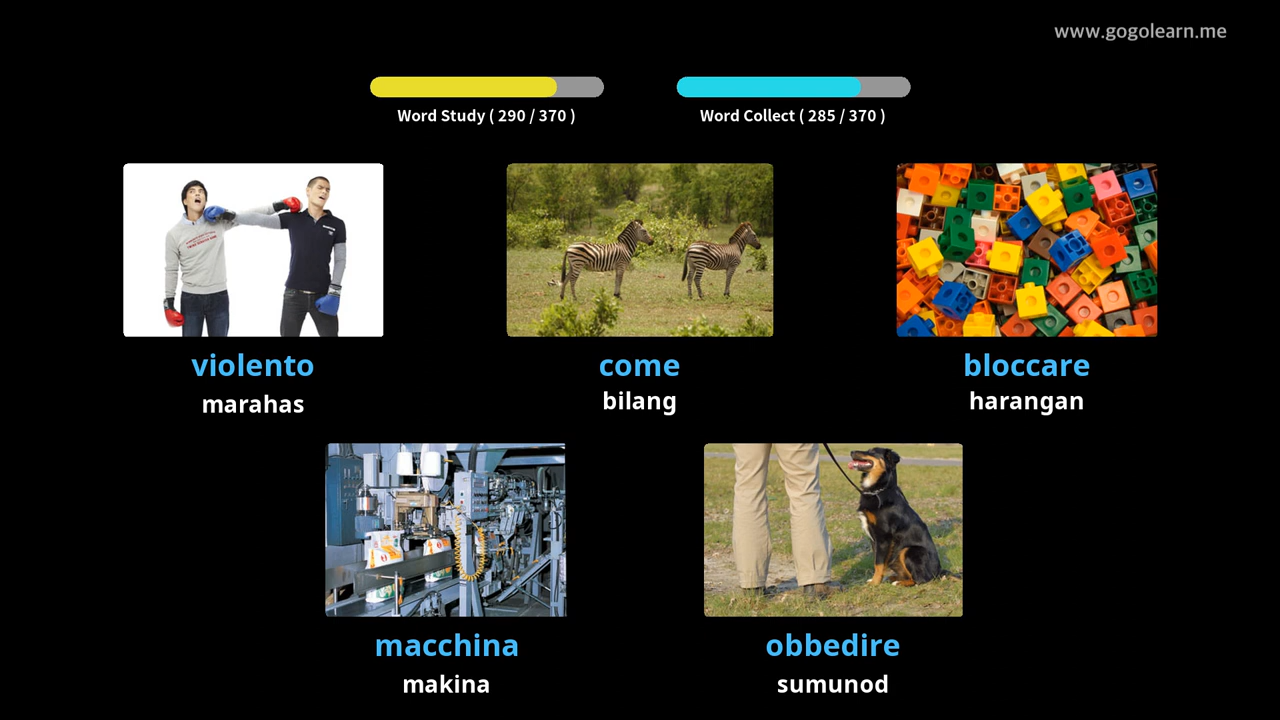 www.gogolearn.me
Word Study ( 290 / 370 )
Word Collect ( 285 / 370 )
violento
marahas
come
bilang
bloccare
harangan
macchina
makina
obbedire
sumunod